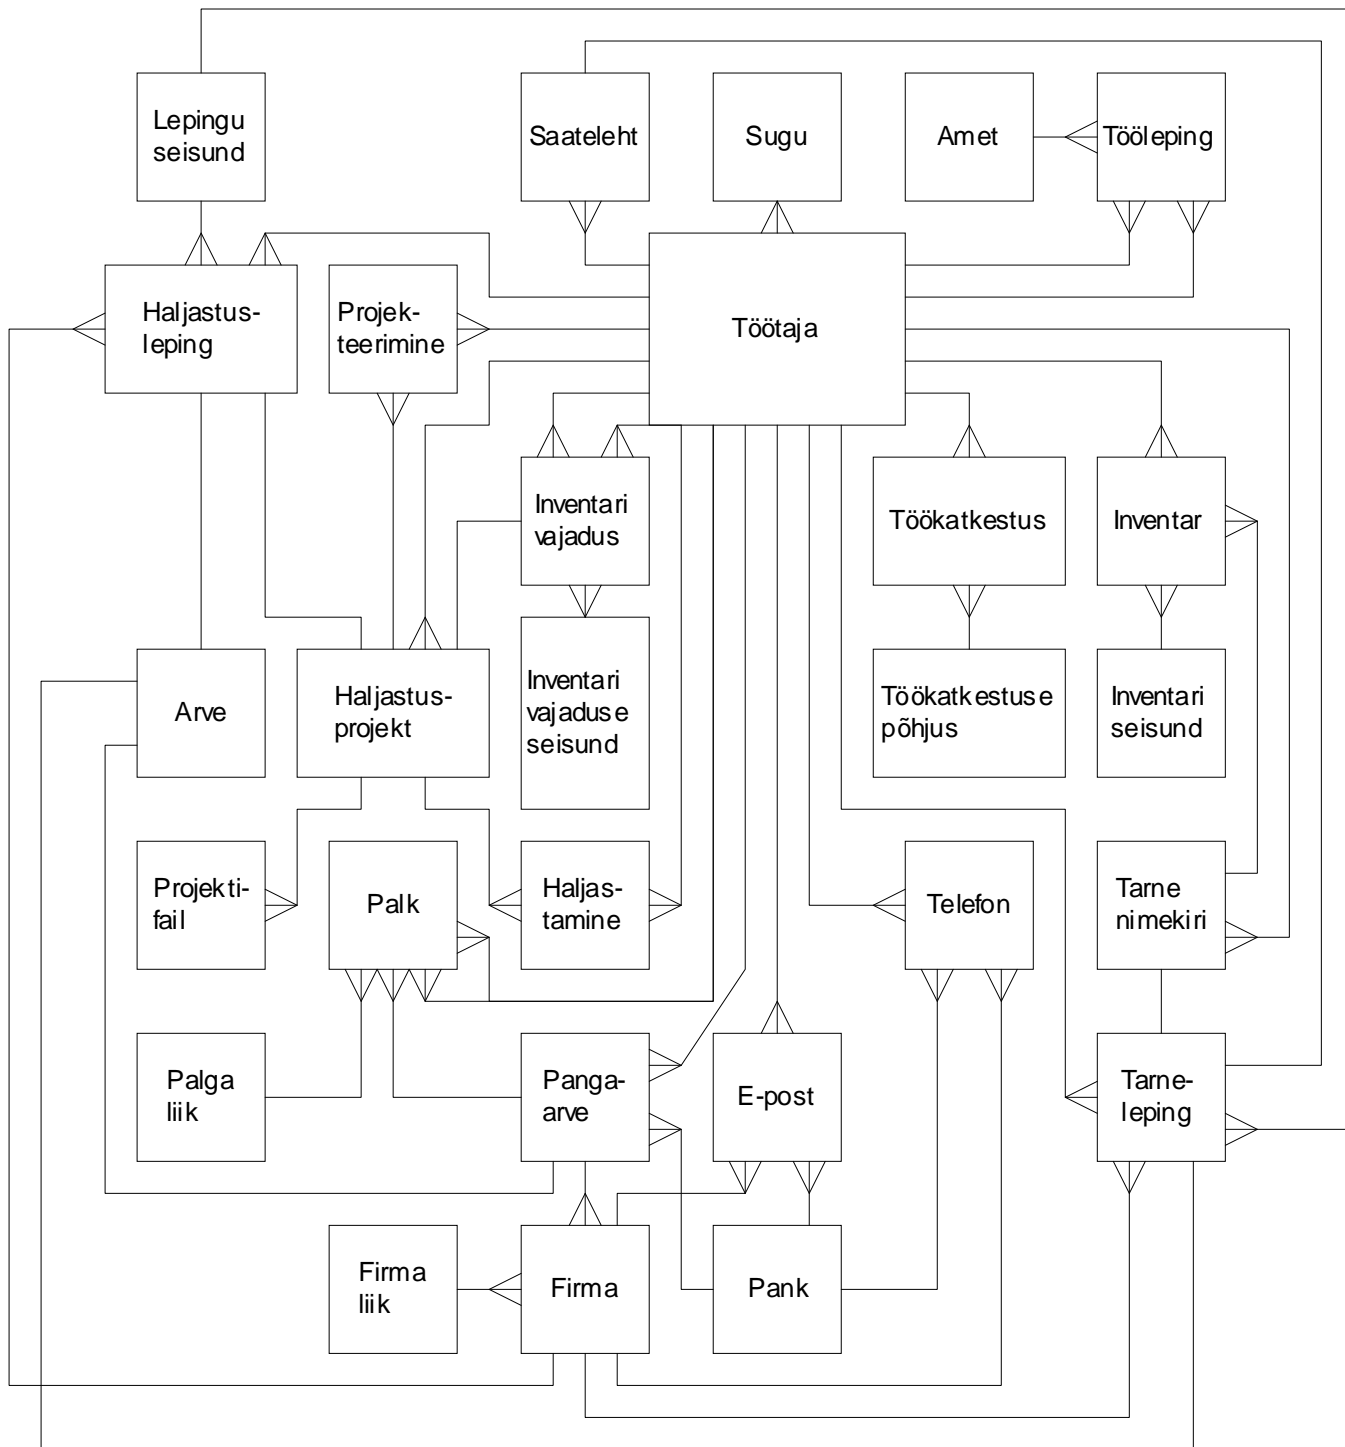 Lepingu
seisund
Saateleht
Sugu
Amet
Tööleping
Haljastus-
leping
Projek-
teerimine
Töötaja
Inventari
vajadus
Töökatkestus
Inventar
Arve
Haljastus-
projekt
Inventari
vajaduse
seisund
Töökatkestuse
põhjus
Inventari
seisund
Projekti-
fail
Palk
Haljas-
tamine
Telefon
Tarne
nimekiri
Palga
liik
Panga-
arve
E-post
Tarne-
leping
Firma
liik
Firma
Pank